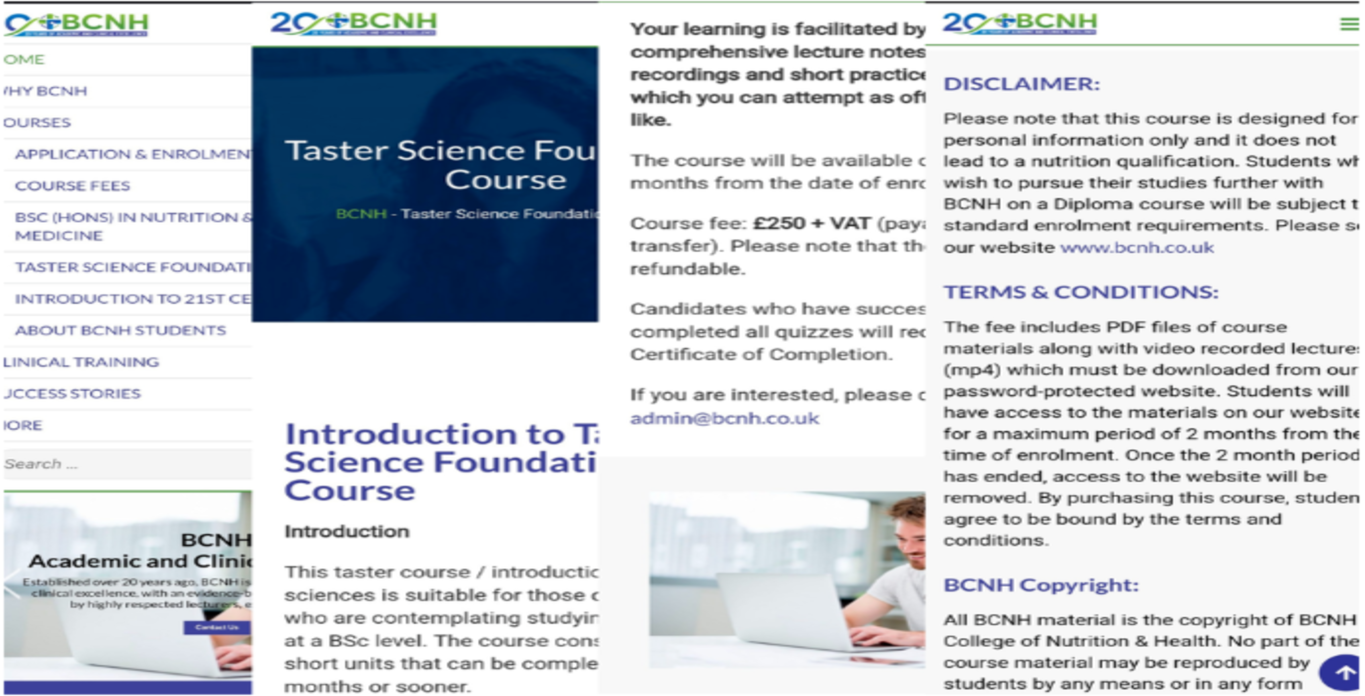 BCNH
OME
HY BCNH
OURSES
APPLICATION & ENROLMEN
COURSE FEES
BSC (HONS) IN NUTRITION &
MEDICINE
TASTER SCIENCE FOUNDATI
INTRODUCTION TO 21ST CE
ABOUT BCNH STUDENTS
LINICAL TRAINING
UCCESS STORIES
ORE
Search ...
BCNH
Academic and Clinic
Established over 20 years ago, BCNH is
clinical excellence, with an evidence-b
by highly respected lecturers, e
Contact Us
20 BCNH
Taster Science Fou
Course
BCNH - Taster Science Foundatio
Introduction to Ta
Science Foundati
Course
Introduction
This taster course / introductio
sciences is suitable for those o
who are contemplating studyin
at a BSc level. The course cons
short units that can be comple
months or sooner.
Your learning is facilitated by
comprehensive lecture notes
recordings and short practice
which you can attempt as oft
like.
The course will be available o
months from the date of enro
Course fee: £250 + VAT (paya
transfer). Please note that th
refundable.
Candidates who have succes
completed all quizzes will rec
Certificate of Completion.
If you are interested, please c
admin@bcnh.co.uk
20 BCNH
DISCLAIMER:
Please note that this course is designed for
personal information only and it does not
lead to a nutrition qualification. Students wh
wish to pursue their studies further with
BCNH on a Diploma course will be subject t
standard enrolment requirements. Please se
our website www.bcnh.co.uk
TERMS & CONDITIONS:
The fee includes PDF files of course
materials along with video recorded lectures
(mp4) which must be downloaded from our
password-protected website. Students will
have access to the materials on our website
for a maximum period of 2 months from the
time of enrolment. Once the 2 month period
has ended, access to the website will be
removed. By purchasing this course, studen
agree to be bound by the terms and
conditions.
BCNH Copyright:
All BCNH material is the copyright of BCNH
College of Nutrition & Health. No part of the
course material may be reproduced by
students by any means or in any form